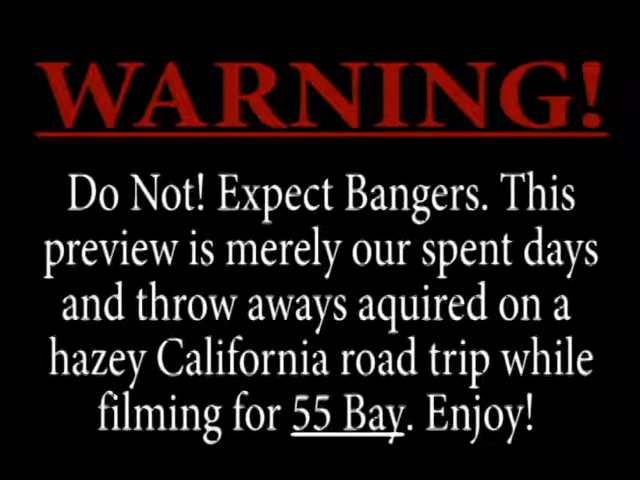 WARNING!
Do Not! Expect Bangers. This
preview is merely our spent days
and throw aways aquired on a
hazey California road trip while
filming for 55 Bay. Enjoy!